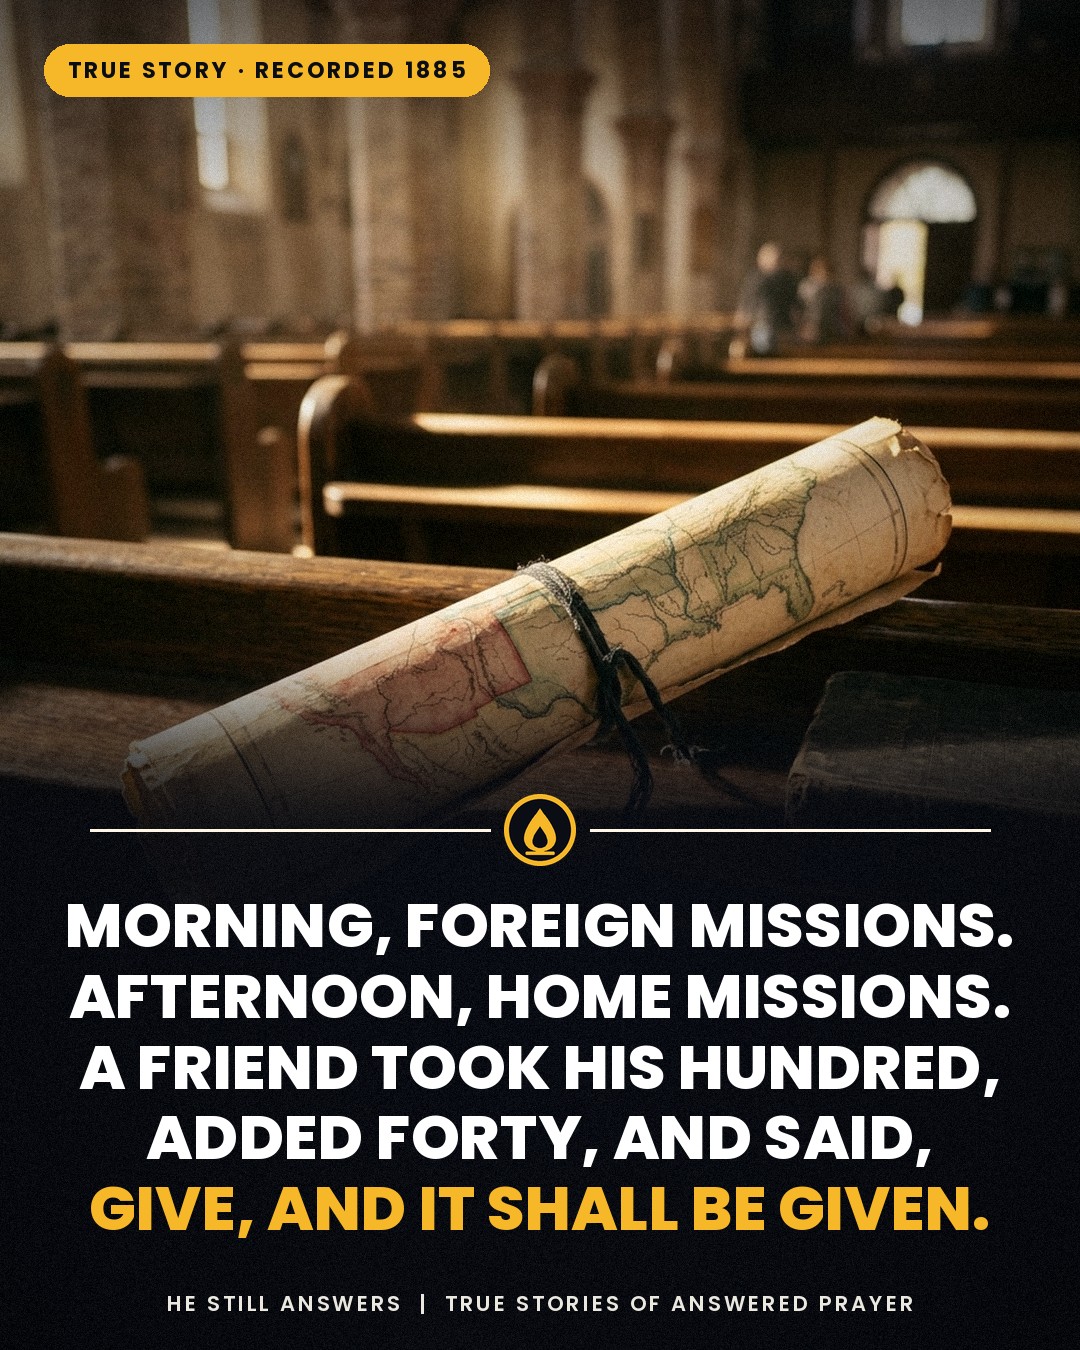 TRUE STORY · RECORDED 1885
MORNING, FOREIGN MISSIONS.
AFTERNOON, HOME MISSIONS.
A FRIEND TOOK HIS HUNDRED,
ADDED FORTY, AND SAID,
GIVE, AND IT SHALL BE GIVEN.
HE STILL ANSWERS | TRUE STORIES OF ANSWERED PRAYER